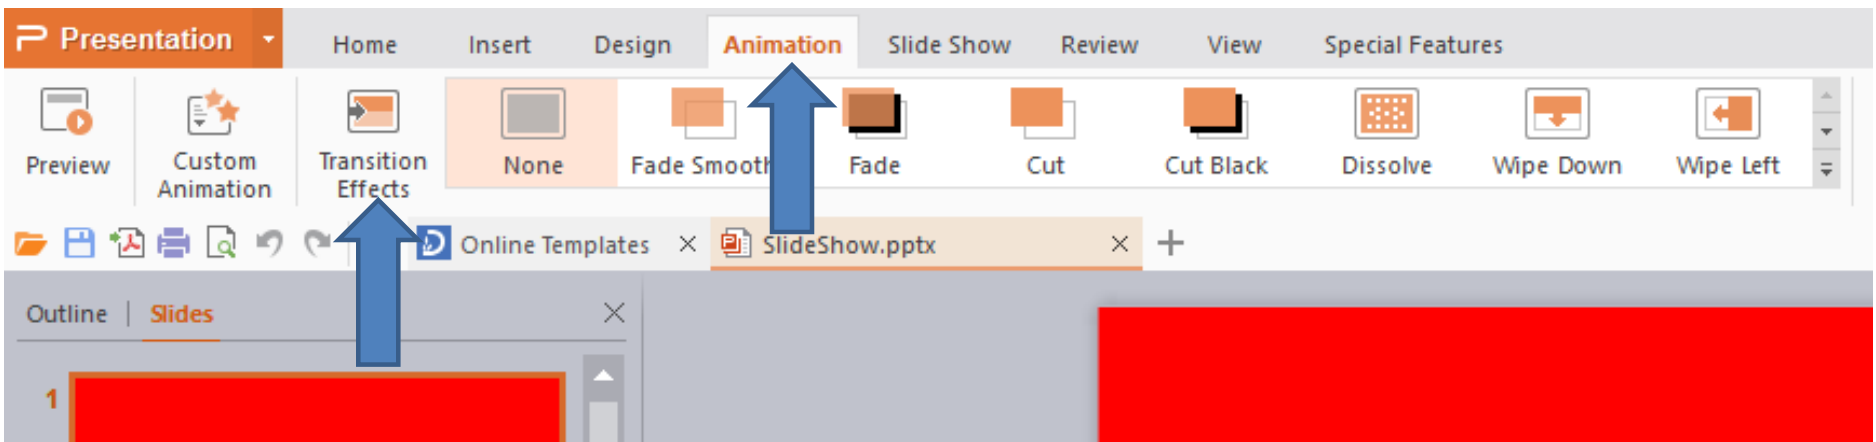 Presentation
Home Insert Design Animation Slide Show Review View Special Features
Preview Custom Animation Transition Effects None Fade Smooth Fade Cut Cut Black Dissolve Wipe Down Wipe Left
Online Templates SlideShow.pptx
Outline Slides
1